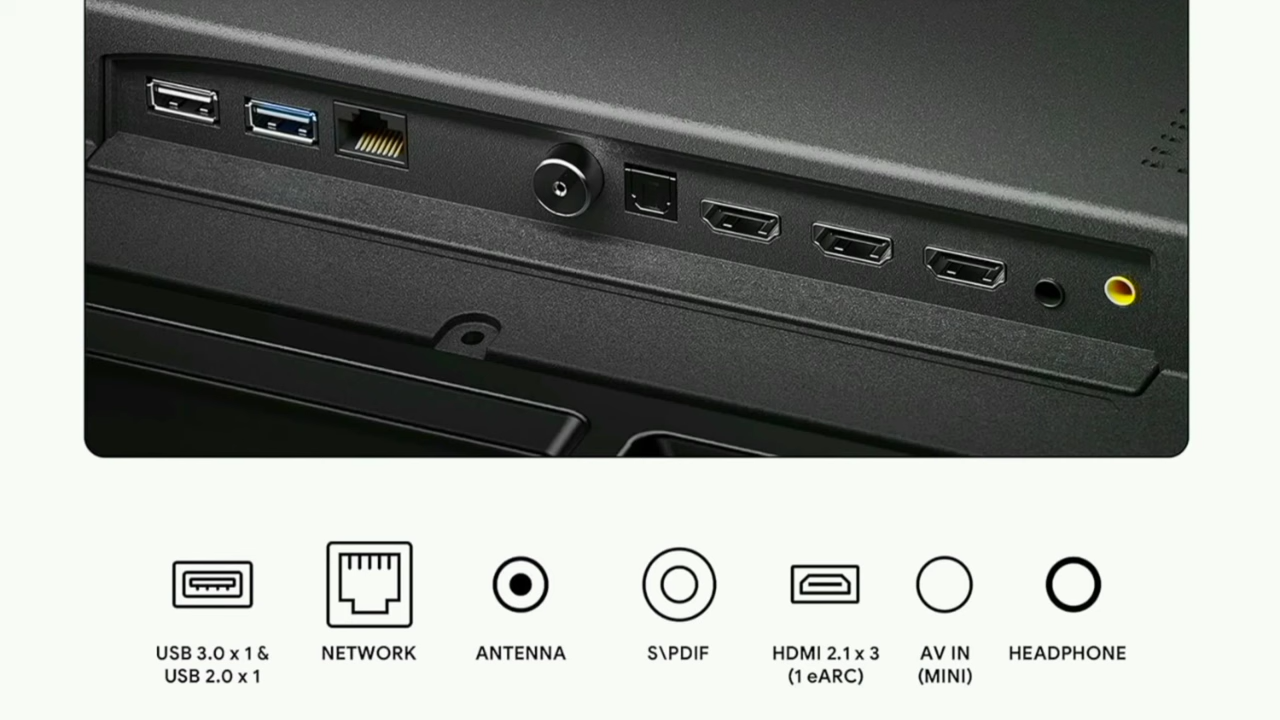 USB 3.0 x 1 &
USB 2.0 x 1
NETWORK
ANTENNA
S\PDIF
HDMI 2.1 x 3
(1 eARC)
AV IN
(MINI)
HEADPHONE